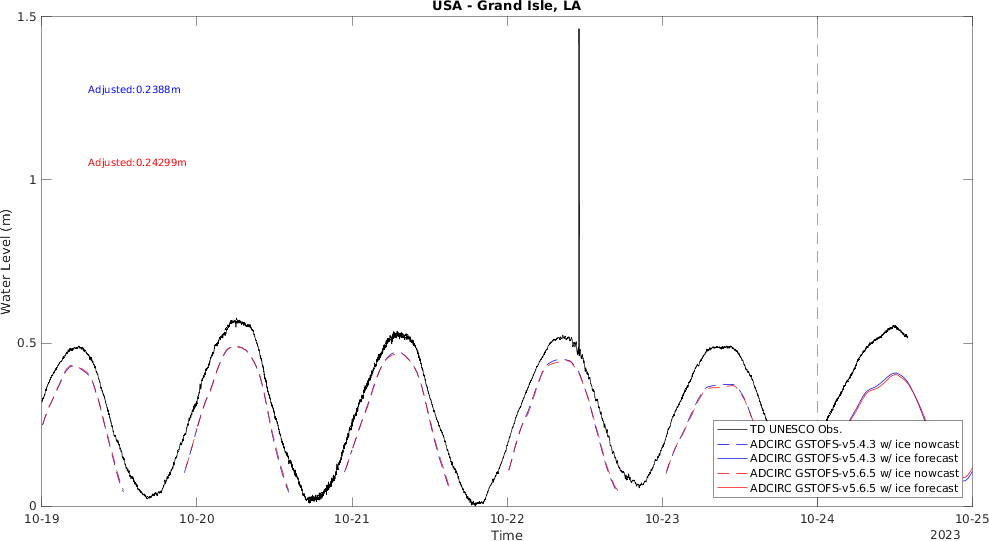 USA - Grand Isle, LA
1.5
Adjusted:0.2388m
Adjusted:0.24299m
1
Water Level (m)
0.5
TD UNESCO Obs.
ADCIRC GSTOFS-v5.4.3 w/ ice nowcast
ADCIRC GSTOFS-v5.4.3 w/ ice forecast
ADCIRC GSTOFS-v5.6.5 w/ ice nowcast
ADCIRC GSTOFS-v5.6.5 w/ ice forecast
0
10-19 10-20 10-21 10-22 10-23 10-24 10-25
Time
2023